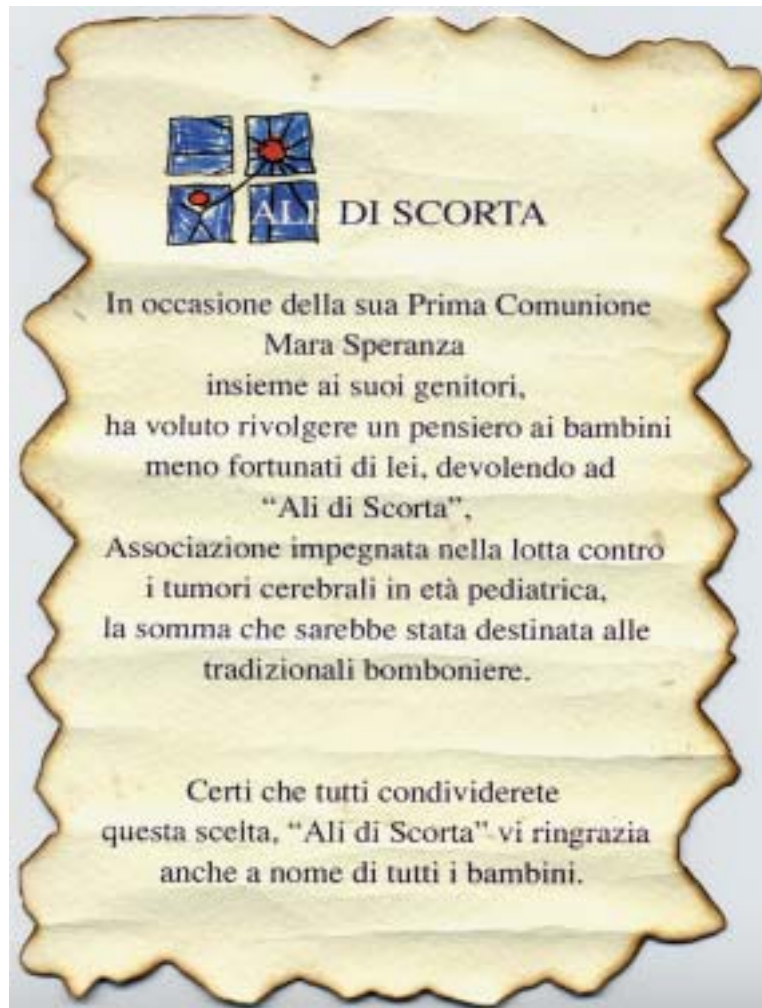 ALI DI SCORTA
In occasione della sua Prima Comunione
Mara Speranza
insieme ai suoi genitori,
ha voluto rivolgere un pensiero ai bambini
meno fortunati di lei, devolendo ad
“Ali di Scorta”,
Associazione impegnata nella lotta contro
i tumori cerebrali in età pediatrica,
la somma che sarebbe stata destinata alle
tradizionali bomboniere.
Certi che tutti condividerete
questa scelta, “Ali di Scorta” vi ringrazia
anche a nome di tutti i bambini.